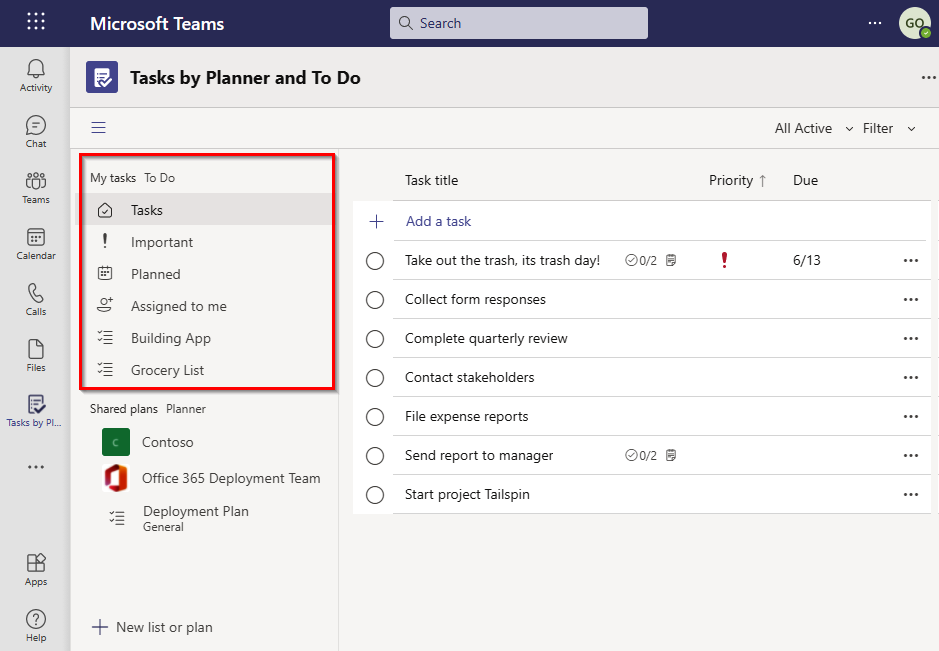 Microsoft Teams
Search
GO
Activity
Chat
Teams
Calendar
Calls
Files
Tasks by Pl...
Apps
Help
Tasks by Planner and To Do
All Active
Filter
My tasks To Do
Tasks
Important
Planned
Assigned to me
Building App
Grocery List
Shared plans Planner
C Contoso
Office 365 Deployment Team
Deployment Plan
General
New list or plan
Task title Priority ↑ Due
Add a task
Take out the trash, its trash day! 0/2 6/13
Collect form responses
Complete quarterly review
Contact stakeholders
File expense reports
Send report to manager 0/2
Start project Tailspin